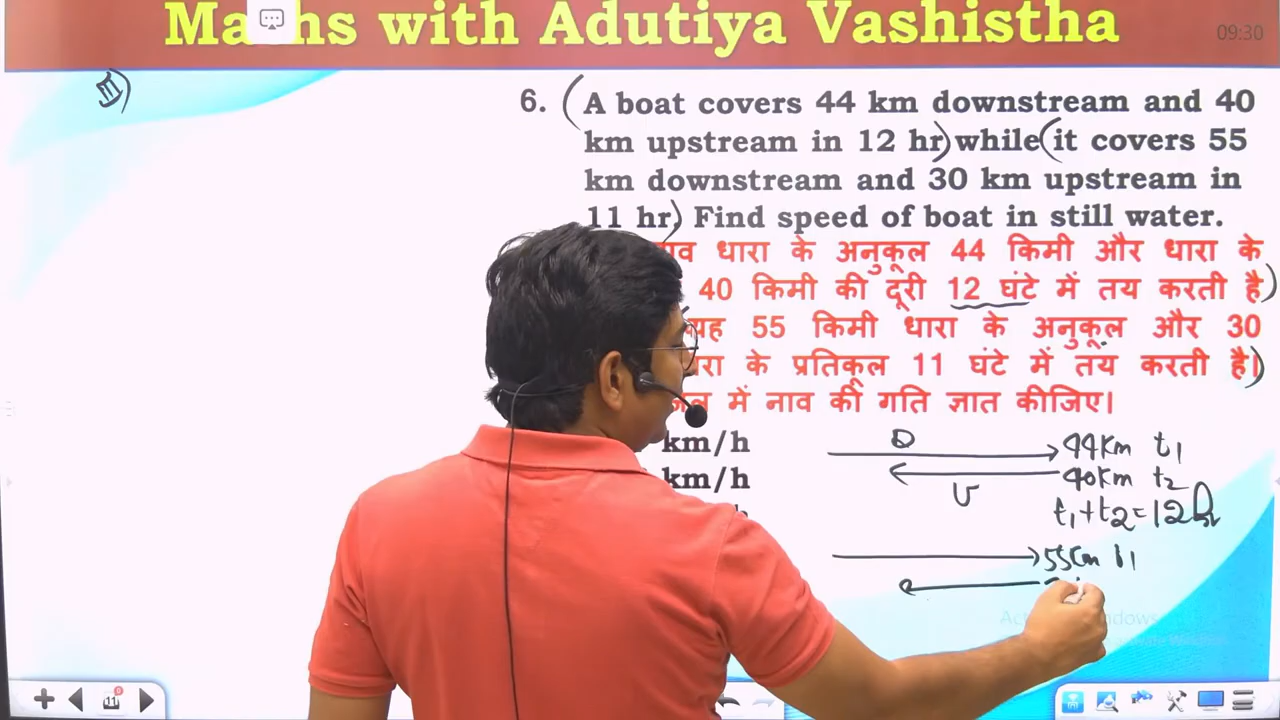 Maths with Adutiya Vashistha
09:30
6. (A boat covers 44 km downstream and 40
km upstream in 12 hr) while (it covers 55
km downstream and 30 km upstream in
11 hr) Find speed of boat in still water.
धारा के अनुकूल 44 किमी और धारा के
40 किमी की दूरी 12 घंटे में तय करती है)
यह 55 किमी धारा के अनुकूल और 30
के प्रतिकूल 11 घंटे में तय करती है।)
में नाव की गति ज्ञात कीजिए।
km/h
km/h
D
44km t1
40km t2
U
t1+t2=12hr
55km
11